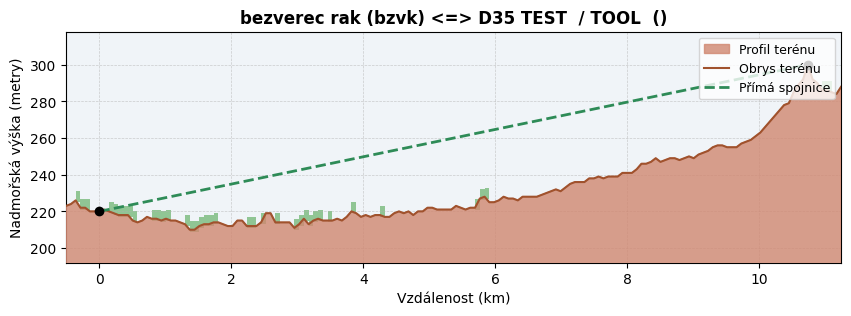 bezverec rak (bzvk) <=> D35 TEST  / TOOL  ()
Nadmořská výška (metry)
300
280
260
240
220
200
Profil terénu
Obrys terénu
Přímá spojnice
0 2 4 6 8 10
Vzdálenost (km)